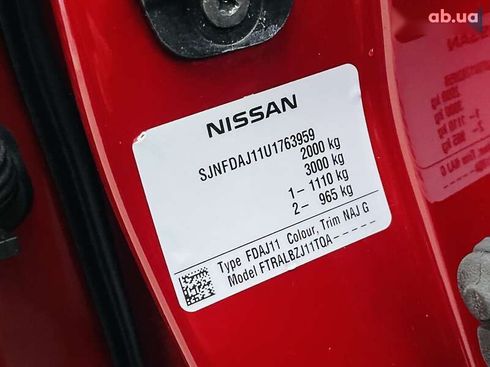 ab.ua
NISSAN
SJNFDAJ11U1763959
2000 kg
3000 kg
1- 1110 kg
2- 965 kg
Type FDAJ11 Colour, Trim NAJ G
Model FTRALBZJ11TQA-----